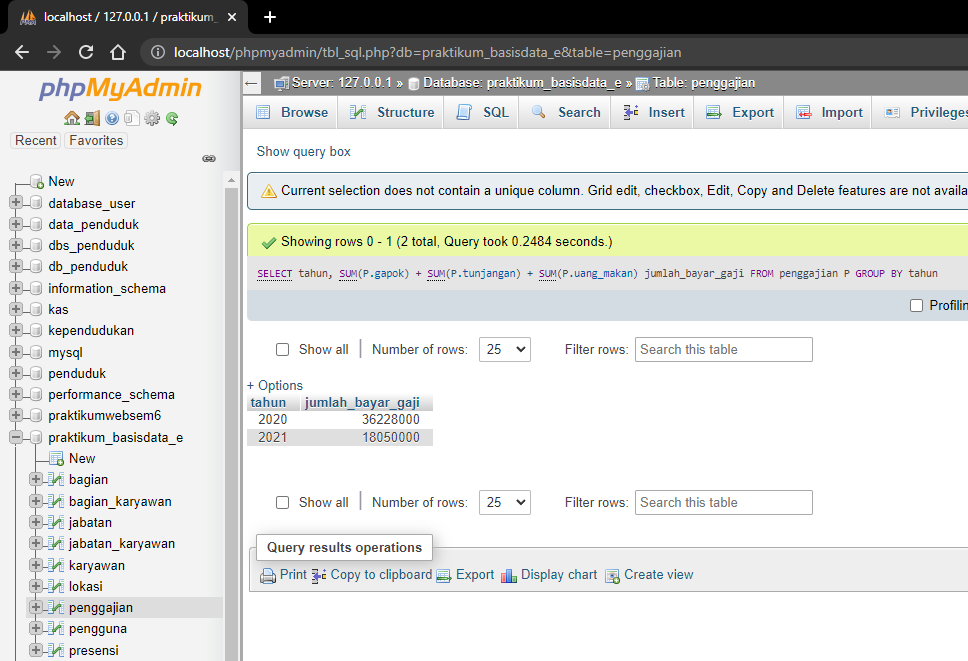 localhost / 127.0.0.1 / praktikum_
localhost/phpmyadmin/tbl_sql.php?db=praktikum_basisdata_e&table=penggajian
phpMyAdmin
Recent Favorites
New
database_user
data_penduduk
dbs_penduduk
db_penduduk
information_schema
kas
kependudukan
mysql
penduduk
performance_schema
praktikumwebsem6
praktikum_basisdata_e
New
bagian
bagian_karyawan
jabatan
jabatan_karyawan
karyawan
lokasi
penggajian
pengguna
presensi
Server: 127.0.0.1 » Database: praktikum_basisdata_e » Table: penggajian
Browse Structure SQL Search Insert Export Import Privileges
Show query box
Current selection does not contain a unique column. Grid edit, checkbox, Edit, Copy and Delete features are not availa
Showing rows 0 - 1 (2 total, Query took 0.2484 seconds.)
SELECT tahun, SUM(P.gapok) + SUM(P.tunjangan) + SUM(P.uang_makan) jumlah_bayar_gaji FROM penggajian P GROUP BY tahun
Profilin
Show all Number of rows: 25 Filter rows: Search this table
+ Options
tahun jumlah_bayar_gaji
2020 36228000
2021 18050000
Show all Number of rows: 25 Filter rows: Search this table
Query results operations
Print Copy to clipboard Export Display chart Create view